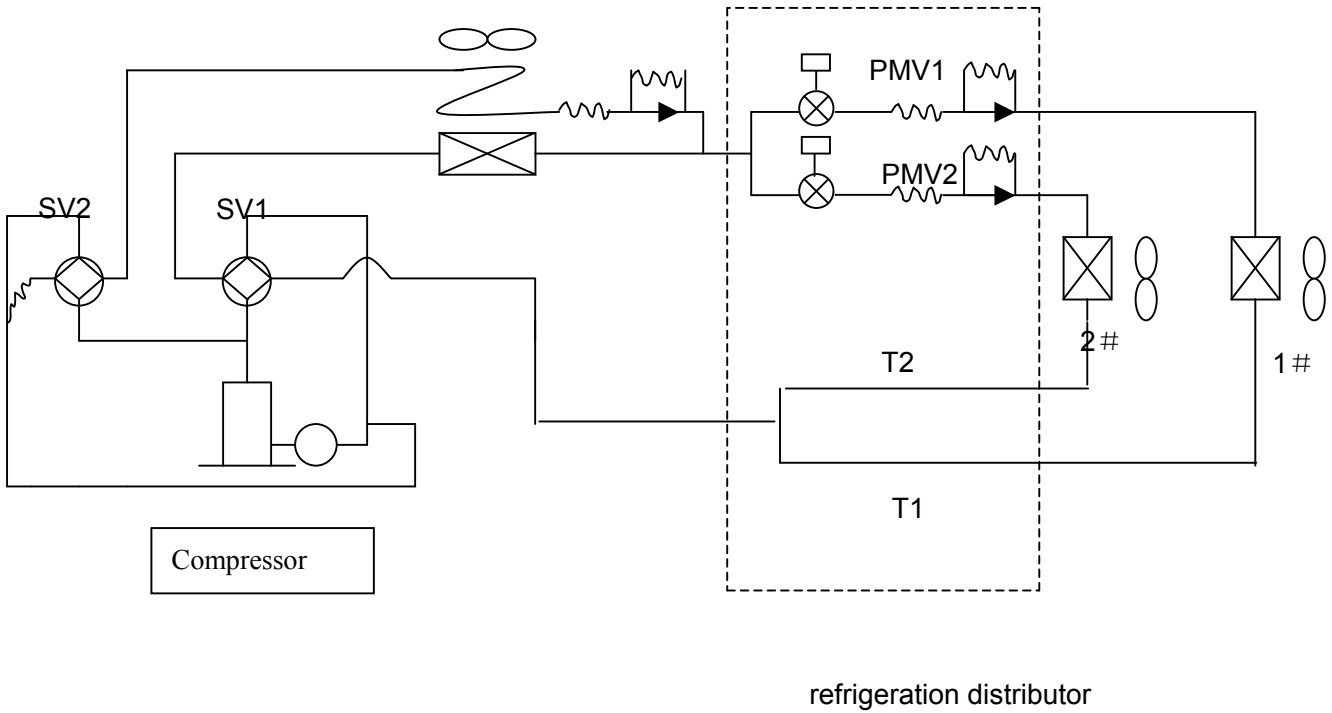 PMV1
PMV2
SV2
SV1
2#
1#
T2
T1
Compressor
refrigeration distributor